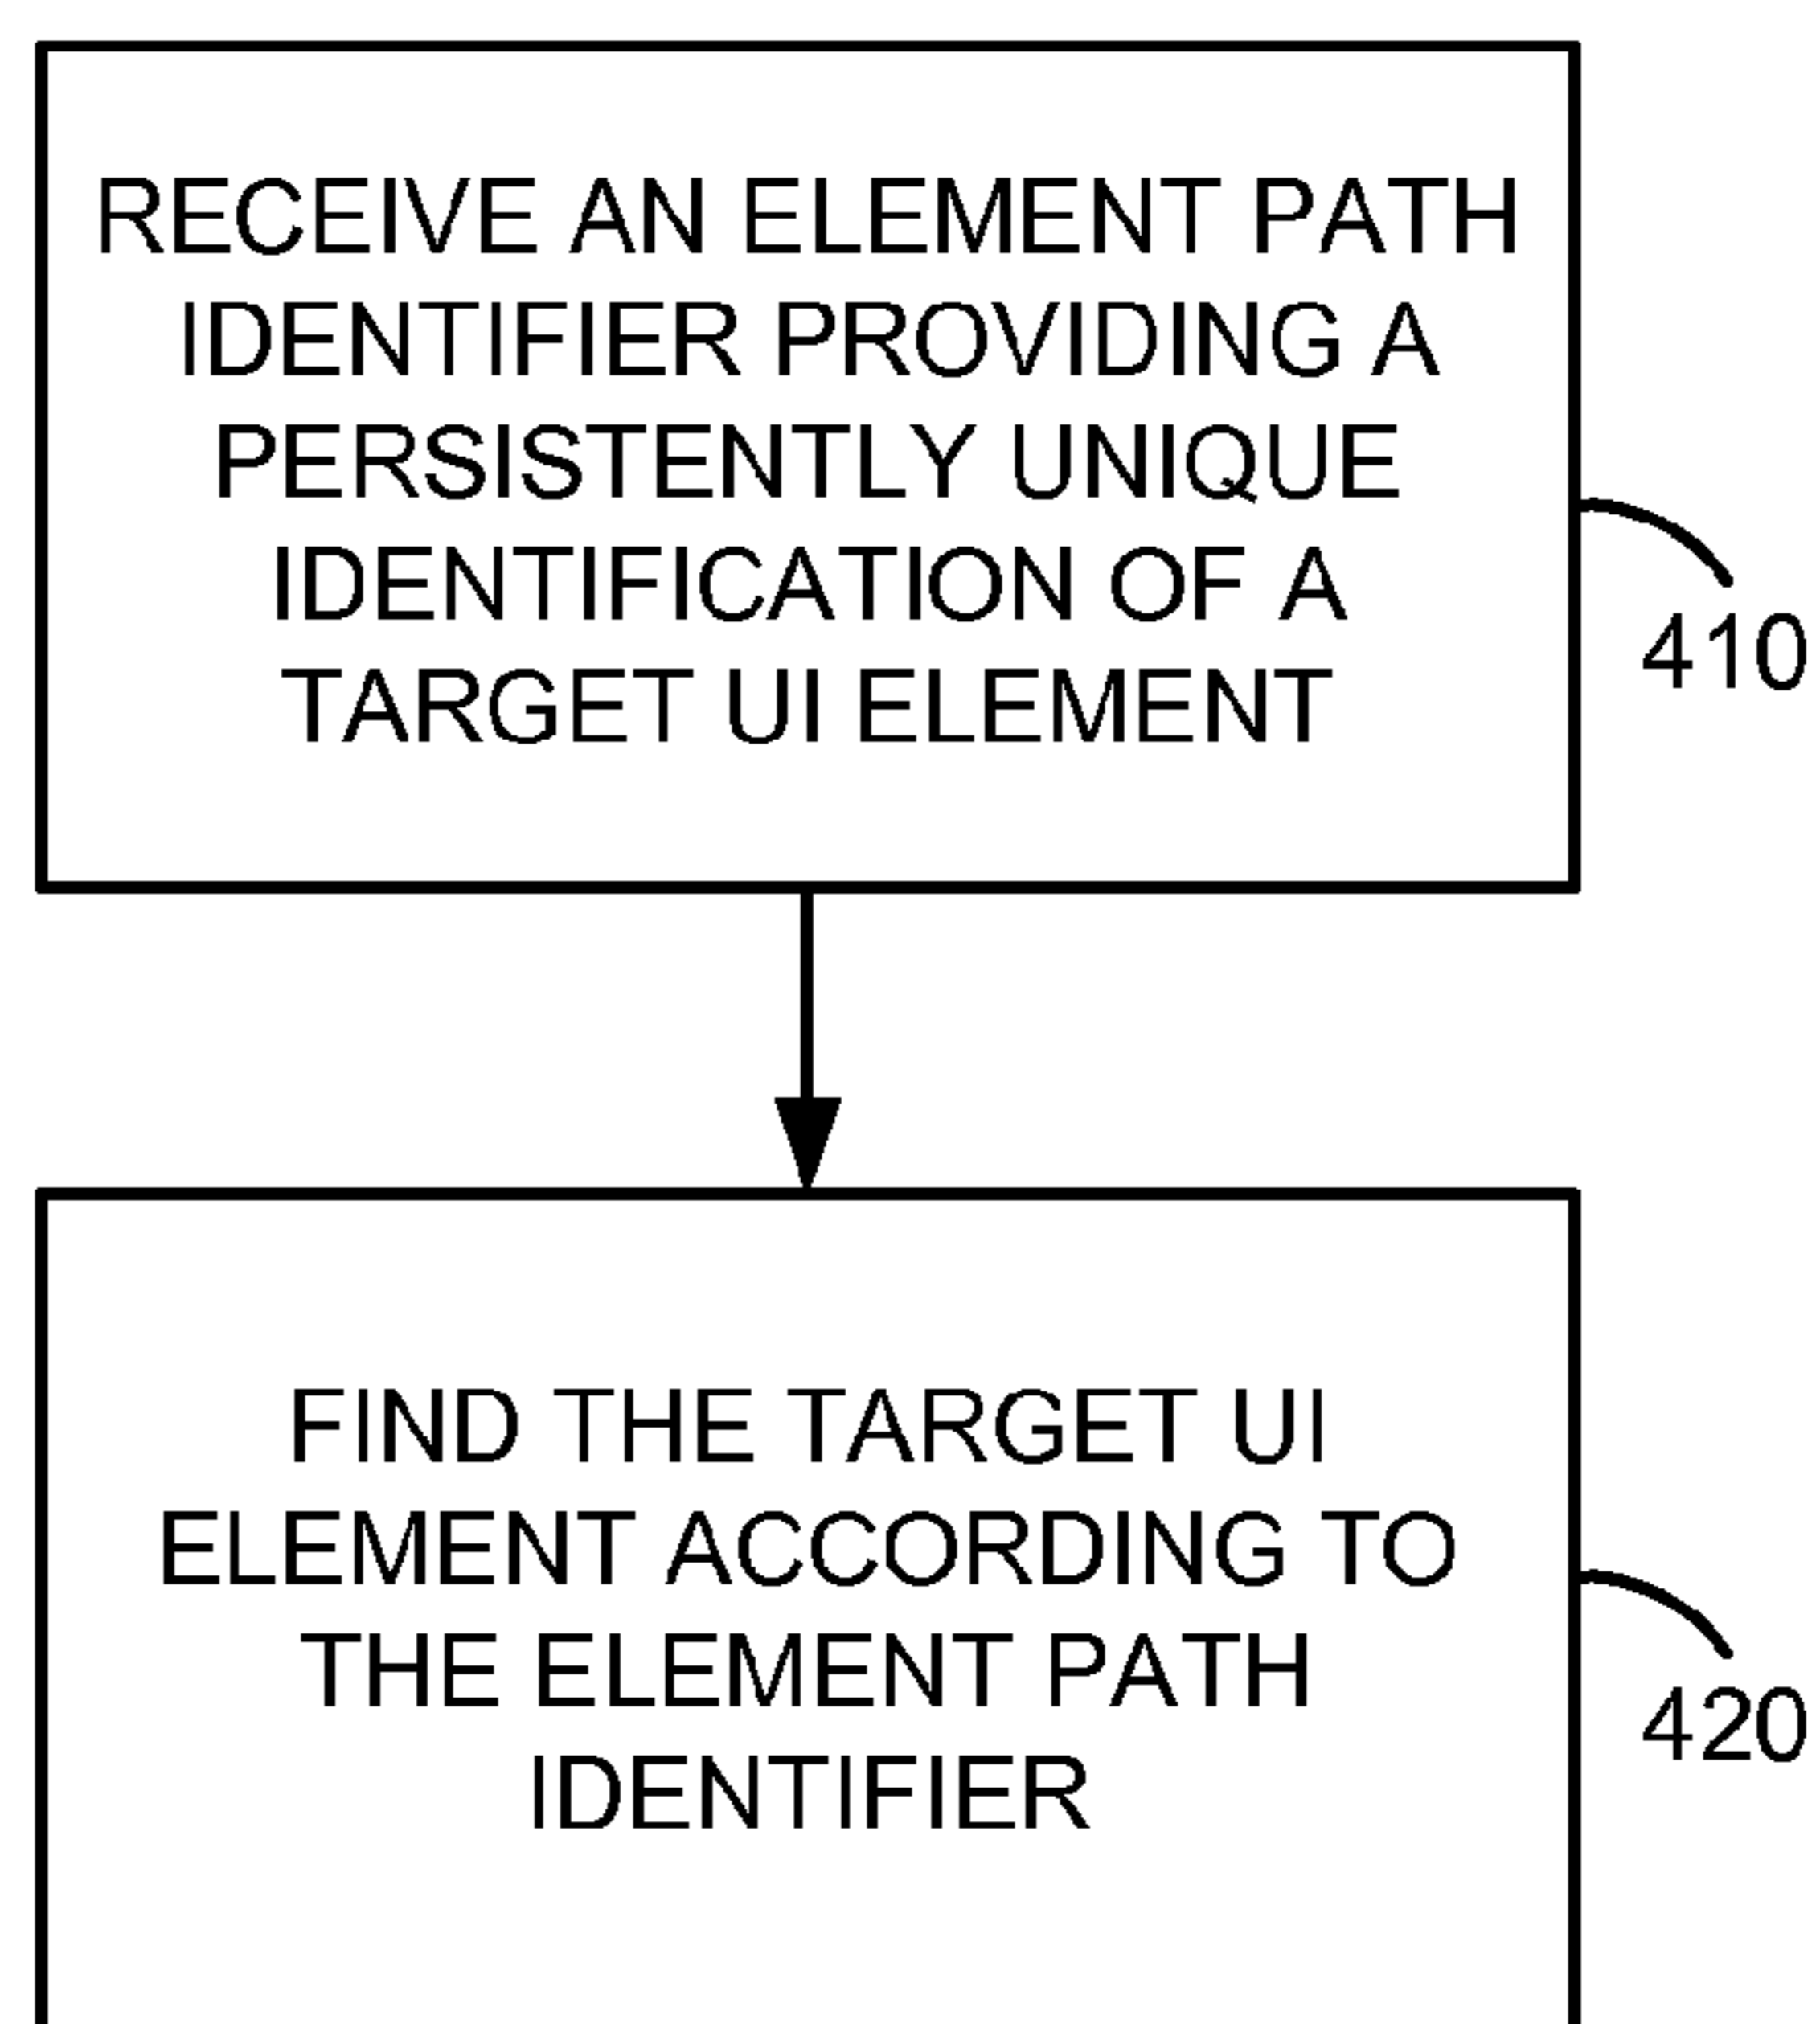 RECEIVE AN ELEMENT PATH
IDENTIFIER PROVIDING A
PERSISTENTLY UNIQUE
IDENTIFICATION OF A
TARGET UI ELEMENT
410
FIND THE TARGET UI
ELEMENT ACCORDING TO
THE ELEMENT PATH
IDENTIFIER
420